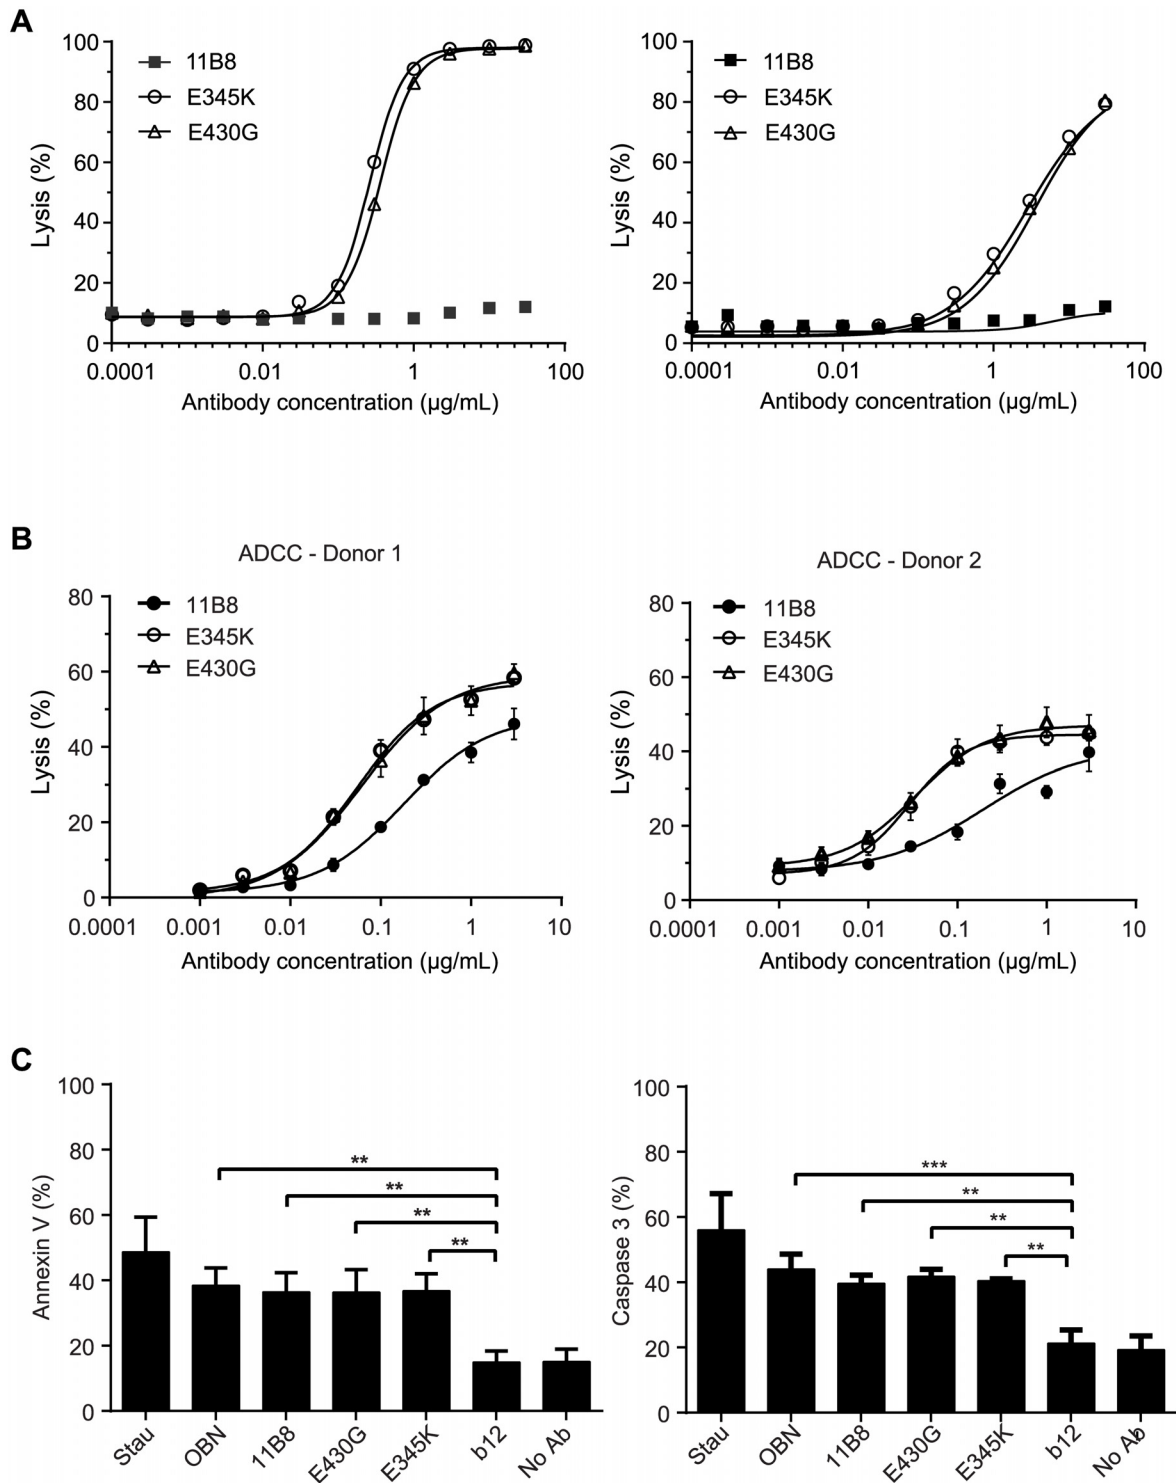 A
100
80
60
40
20
0
Lysis (%)
11B8
E345K
E430G
0.0001
0.01
1
100
Antibody concentration (µg/mL)
100
80
60
40
20
0
Lysis (%)
11B8
E345K
E430G
0.0001
0.01
1
100
Antibody concentration (µg/mL)
B
ADCC - Donor 1
80
60
40
20
0
Lysis (%)
11B8
E345K
E430G
0.0001
0.001
0.01
0.1
1
10
Antibody concentration (µg/mL)
ADCC - Donor 2
80
60
40
20
0
Lysis (%)
11B8
E345K
E430G
0.0001
0.001
0.01
0.1
1
10
Antibody concentration (µg/mL)
C
100
80
60
40
20
0
Annexin V (%)
**
**
**
**
Stau
OBN
11B8
E430G
E345K
b12
No Ab
100
80
60
40
20
0
Caspase 3 (%)
***
**
**
**
Stau
OBN
11B8
E430G
E345K
b12
No Ab